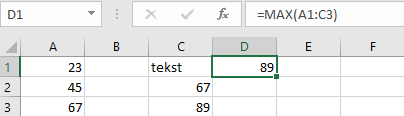 D1 =MAX(A1:C3)
A B C D E F
1 23 tekst 89
2 45 67
3 67 89